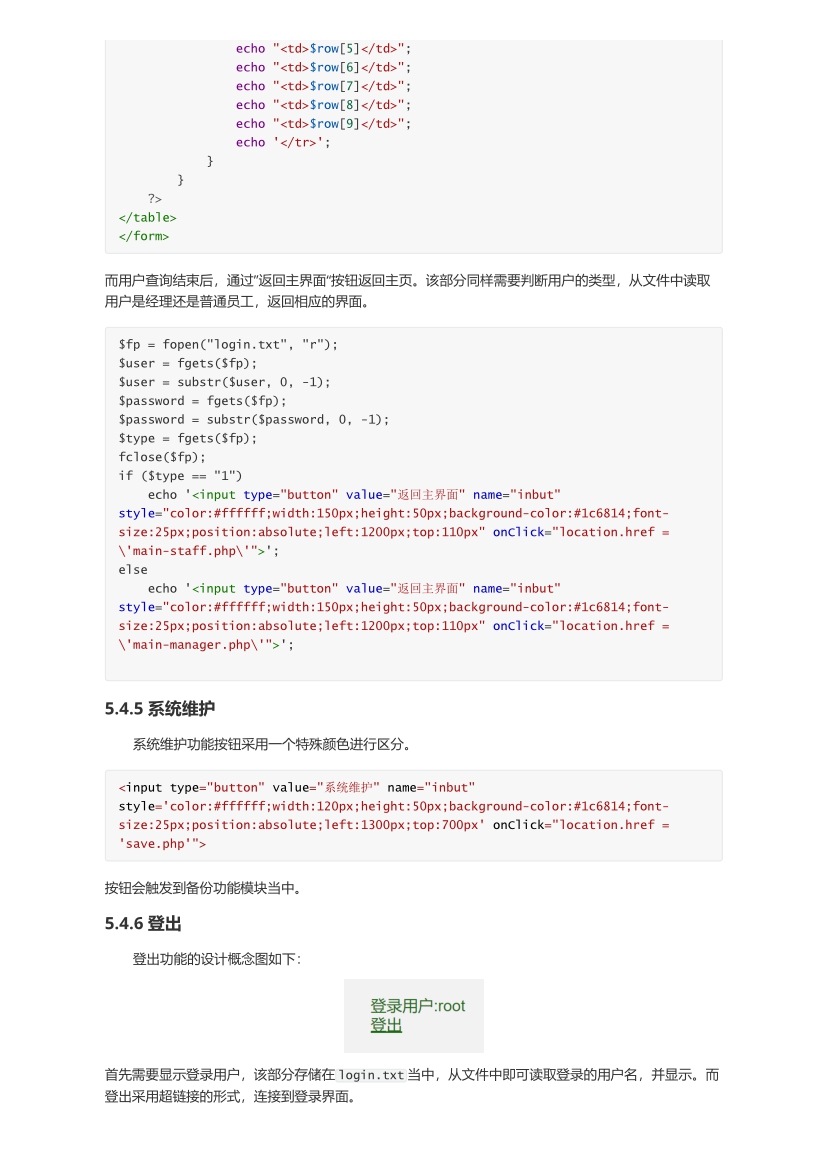 echo "<td>$row[5]</td>";
echo "<td>$row[6]</td>";
echo "<td>$row[7]</td>";
echo "<td>$row[8]</td>";
echo "<td>$row[9]</td>";
echo '</tr>';
}
}
?>
</table>
</form>
而用户查询结束后，通过“返回主界面”按钮返回主页。该部分同样需要判断用户的类型，从文件中读取
用户是经理还是普通员工，返回相应的界面。
$fp = fopen("login.txt", "r");
$user = fgets($fp);
$user = substr($user, 0, -1);
$password = fgets($fp);
$password = substr($password, 0, -1);
$type = fgets($fp);
fclose($fp);
if ($type == "1")
echo '<input type="button" value="返回主界面" name="inbut"
style="color:#ffffff;width:150px;height:50px;background-color:#1c6814;font-
size:25px;position:absolute;left:1200px;top:110px" onClick="location.href =
\'main-staff.php\'">';
else
echo '<input type="button" value="返回主界面" name="inbut"
style="color:#ffffff;width:150px;height:50px;background-color:#1c6814;font-
size:25px;position:absolute;left:1200px;top:110px" onClick="location.href =
\'main-manager.php\'">';
5.4.5 系统维护
系统维护功能按钮采用一个特殊颜色进行区分。
<input type="button" value="系统维护" name="inbut"
style='color:#ffffff;width:120px;height:50px;background-color:#1c6814;font-
size:25px;position:absolute;left:1300px;top:700px' onClick="location.href =
'save.php'">
按钮会触发到备份功能模块当中。
5.4.6 登出
登出功能的设计概念图如下：
登录用户:root
登出
首先需要显示登录用户，该部分存储在 login.txt 当中，从文件中即可读取登录的用户名，并显示。而
登出采用超链接的形式，连接到登录界面。